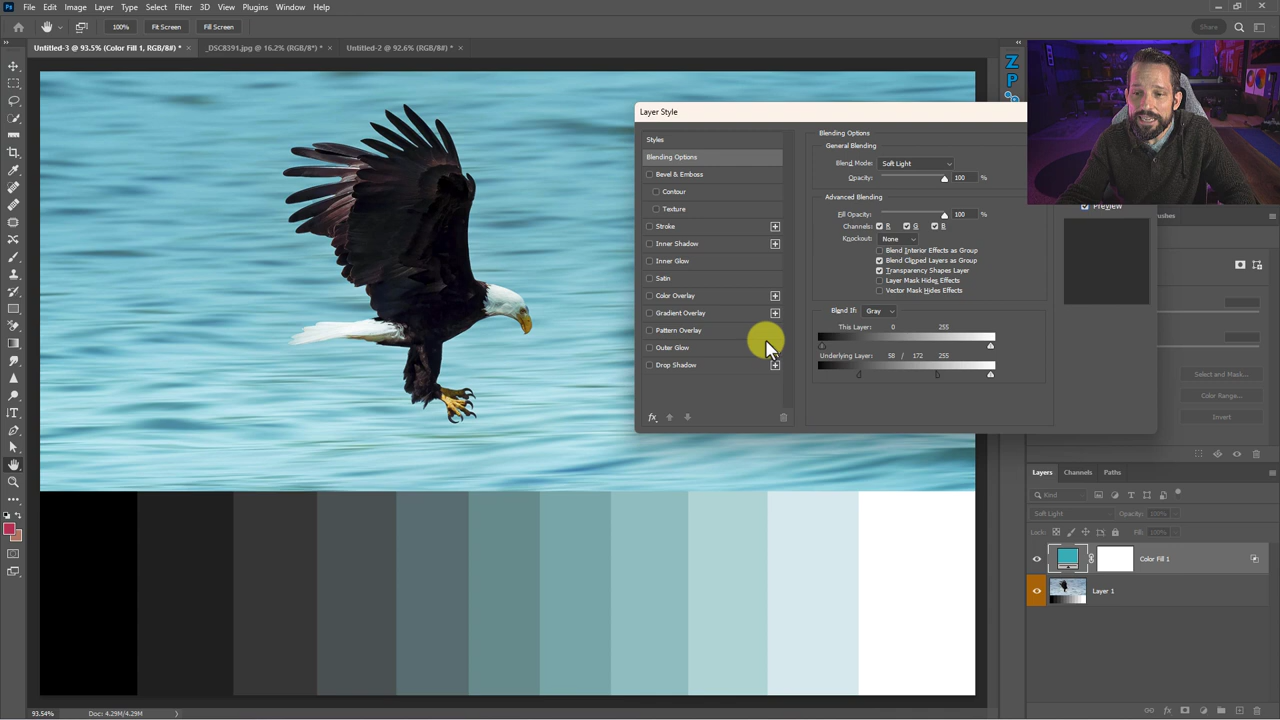 Ps File Edit Image Layer Type Select Filter 3D View Plugins Window Help
100% Fit Screen Fill Screen Share
Untitled-3 @ 93.5% (Color Fill 1, RGB/8#) * × _DSC8391.jpg @ 16.2% (RGB/8*) * × Untitled-2 @ 92.6% (RGB/8#) * ×
ZP
Layer Style
Styles
Blending Options
Bevel & Emboss
Contour
Texture
Stroke
Inner Shadow
Inner Glow
Satin
Color Overlay
Gradient Overlay
Pattern Overlay
Outer Glow
Drop Shadow
fx
Blending Options
General Blending
Blend Mode: Soft Light
Opacity: 100 %
Advanced Blending
Fill Opacity: 100 %
Channels: R G B
Knockout: None
Blend Interior Effects as Group
Blend Clipped Layers as Group
Transparency Shapes Layer
Layer Mask Hides Effects
Vector Mask Hides Effects
Blend If: Gray
This Layer: 0 255
Underlying Layer: 58 / 172 255
Preview
Select and Mask...
Color Range...
Invert
Layers Channels Paths
Kind
Soft Light Opacity: 100%
Lock: Fill: 100%
Color Fill 1
Layer 1
fx
93.54% Doc: 4.29M/4.29M